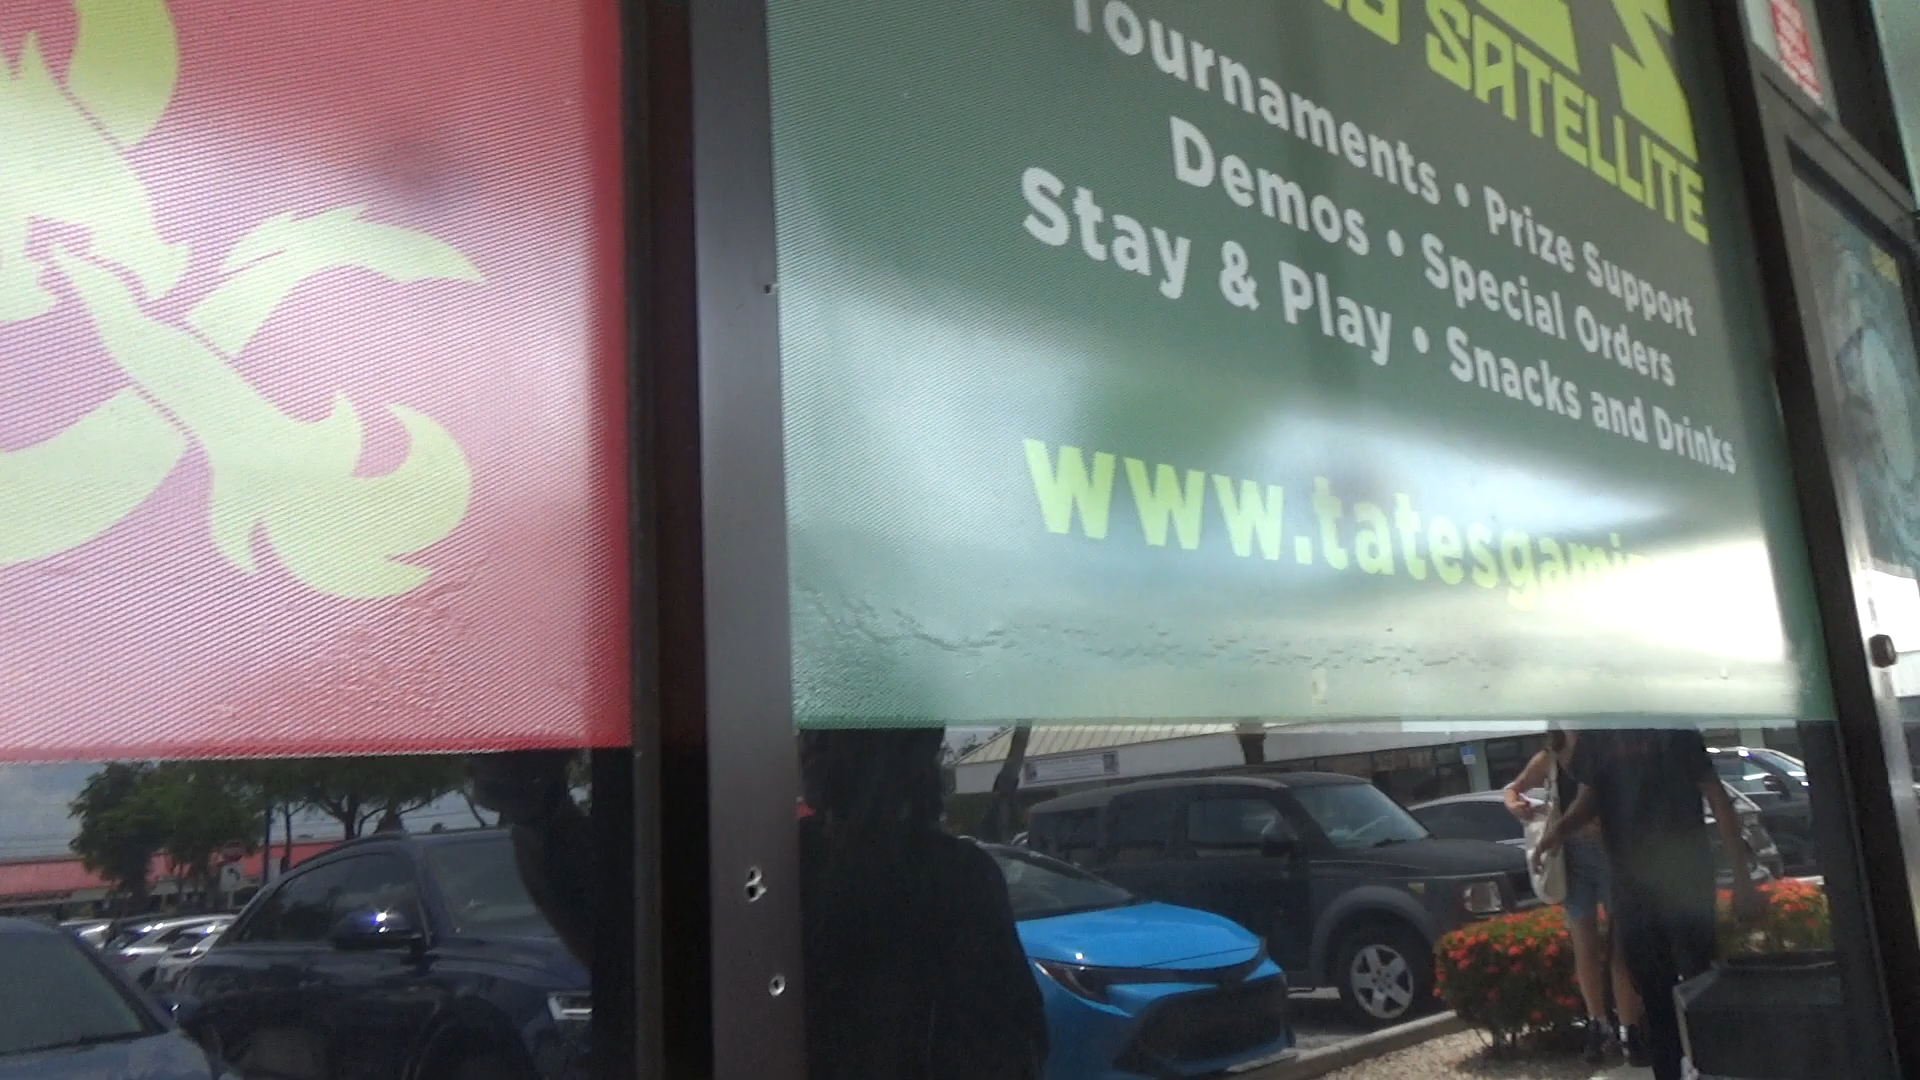 SATELLITE
Tournaments • Prize Support
Demos • Special Orders
Stay & Play • Snacks and Drinks
www.tatesgami